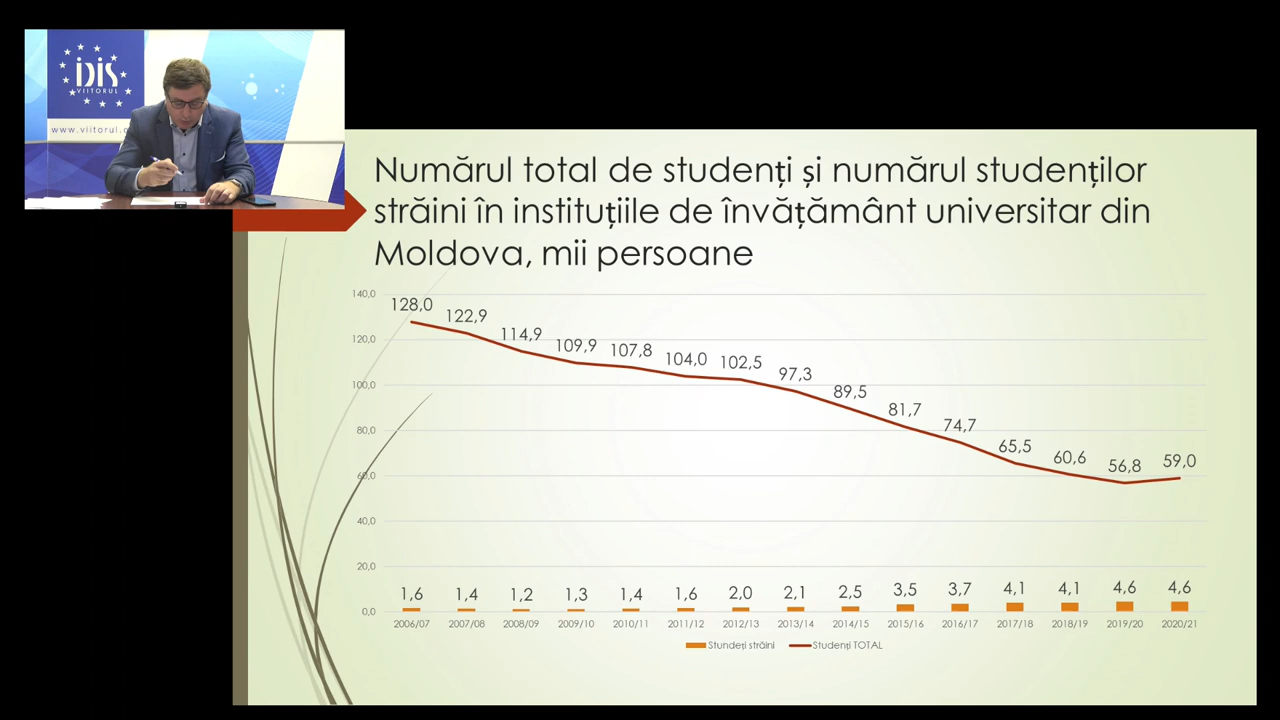 iDiS
VIITORUL
www.viitorul.
Numărul total de studenți și numărul studenților
străini în instituțiile de învățământ universitar din
Moldova, mii persoane
140,0
120,0
100,0
80,0
60,0
40,0
20,0
0,0
128,0 122,9 114,9 109,9 107,8 104,0 102,5 97,3 89,5 81,7 74,7 65,5 60,6 56,8 59,0
1,6 1,4 1,2 1,3 1,4 1,6 2,0 2,1 2,5 3,5 3,7 4,1 4,1 4,6 4,6
2006/07 2007/08 2008/09 2009/10 2010/11 2011/12 2012/13 2013/14 2014/15 2015/16 2016/17 2017/18 2018/19 2019/20 2020/21
Stundeți străini Studenți TOTAL